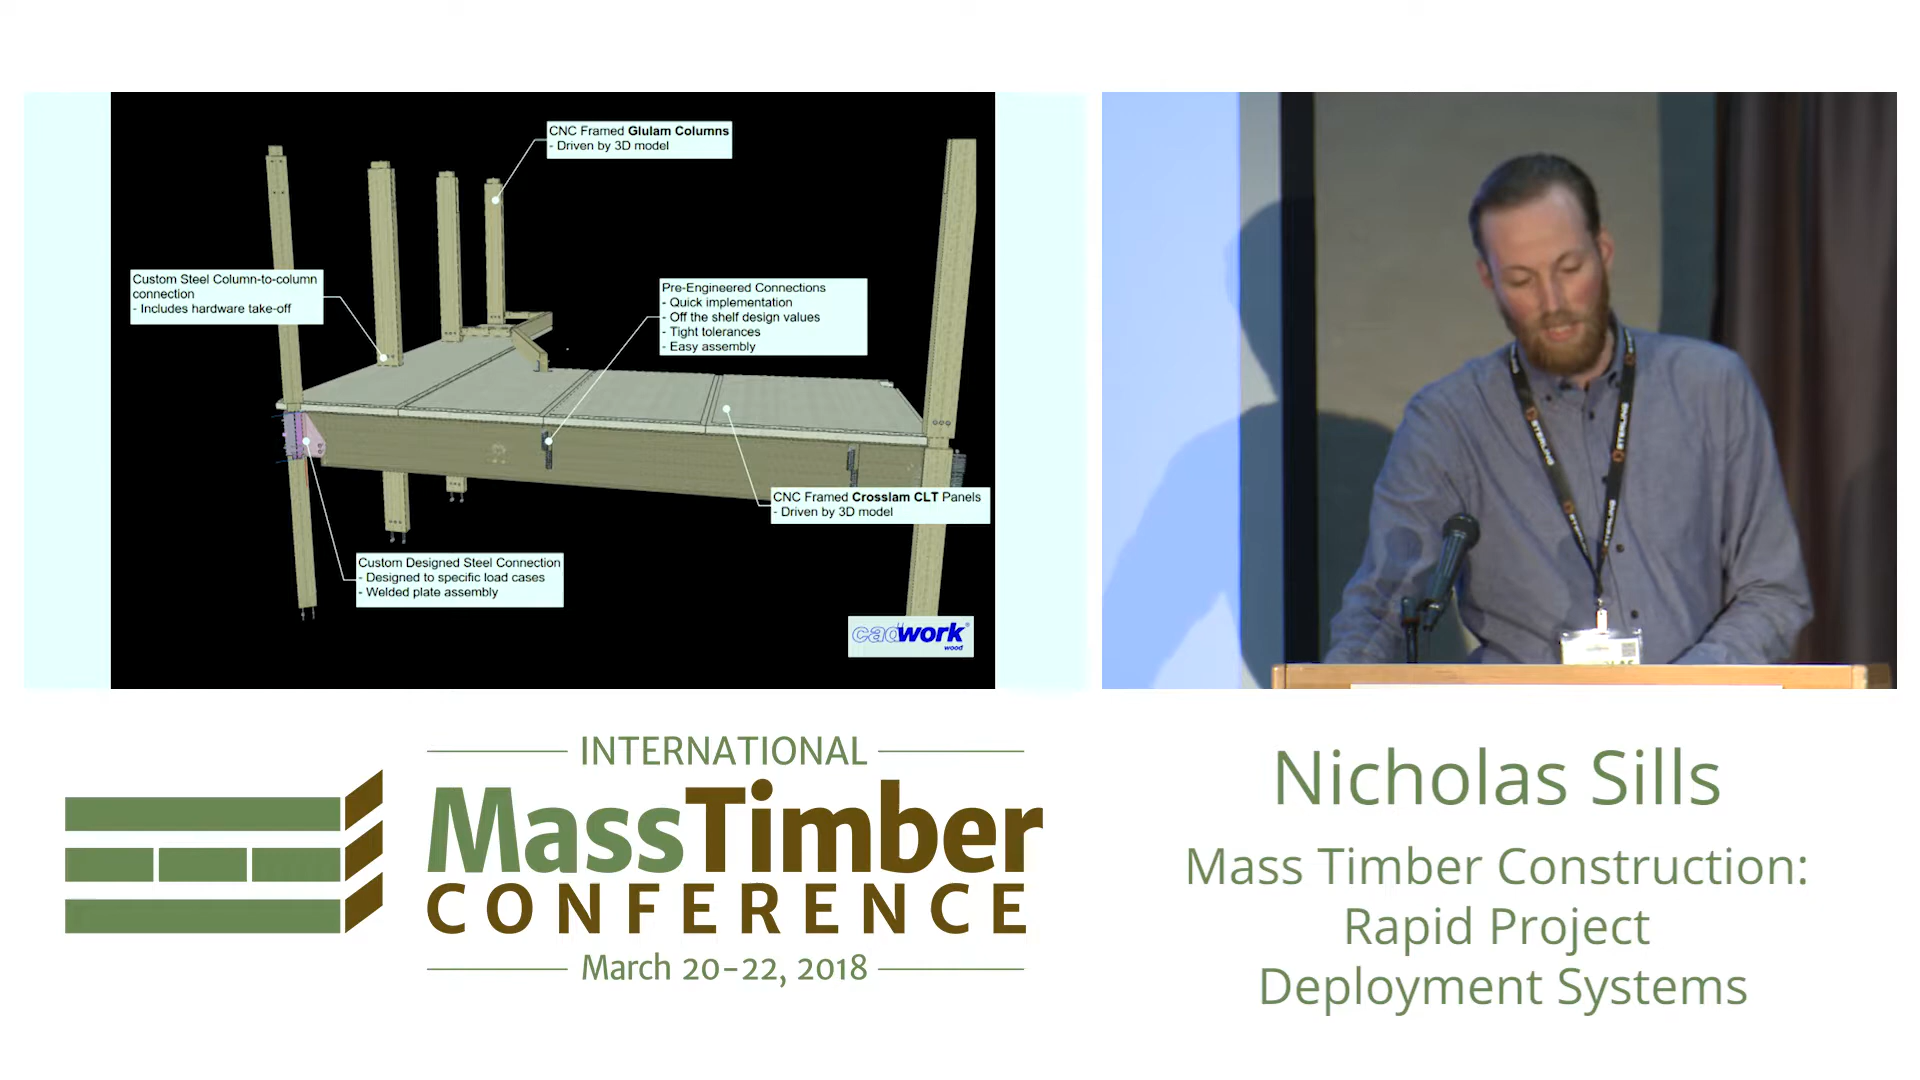 CNC Framed Glulam Columns
- Driven by 3D model
Custom Steel Column-to-column
connection
- Includes hardware take-off
Pre-Engineered Connections
- Quick implementation
- Off the shelf design values
- Tight tolerances
- Easy assembly
CNC Framed Crosslam CLT Panels
- Driven by 3D model
Custom Designed Steel Connection
- Designed to specific load cases
- Welded plate assembly
cadwork®
wood
STERLING
STERLING
INTERNATIONAL
MassTimber
CONFERENCE
March 20-22, 2018
Nicholas Sills
Mass Timber Construction:
Rapid Project
Deployment Systems